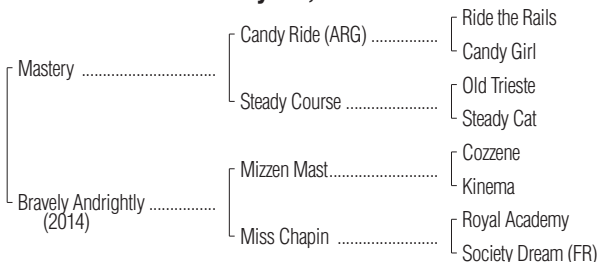 Ride the Rails
Candy Ride (ARG) ................
Candy Girl
Mastery .................................
Old Trieste
Steady Course .......................
Steady Cat
Cozzene
Mizzen Mast...........................
Kinema
Bravely Andrightly .................
(2014)
Royal Academy
Miss Chapin .........................
Society Dream (FR)